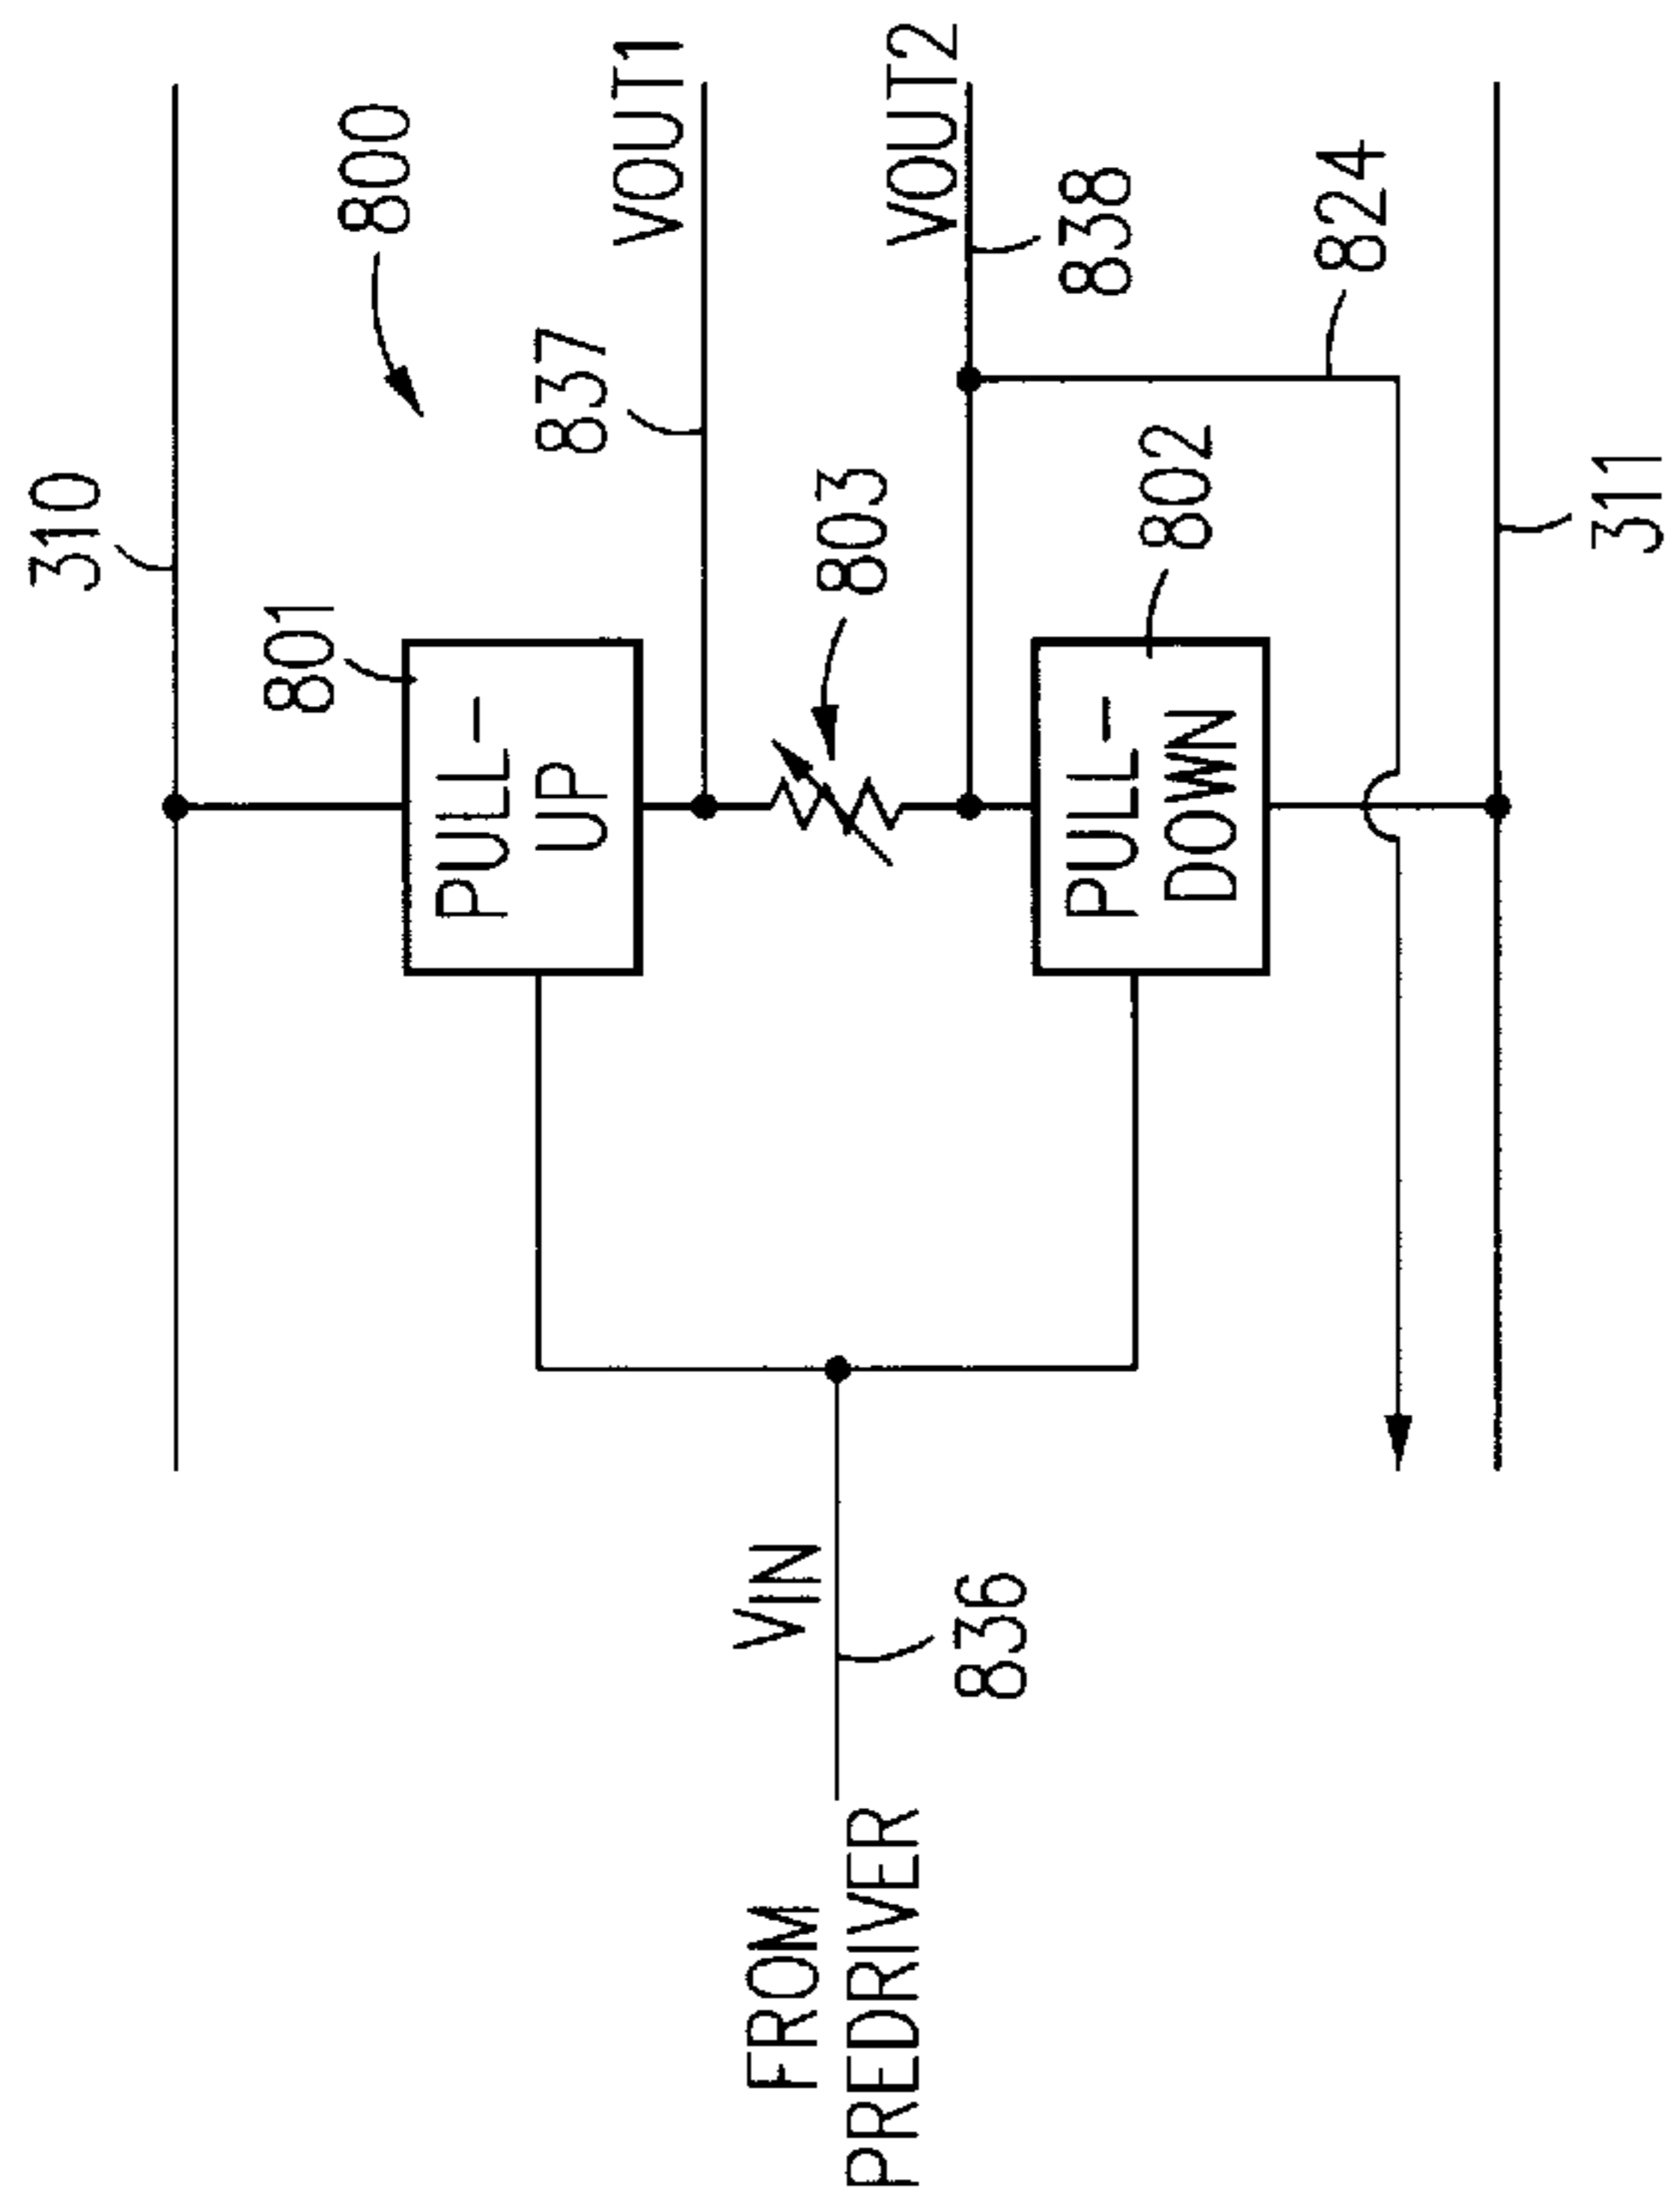 310
800
801
PULL-
UP
837
VOUT1
803
VOUT2
838
FROM
PREDRIVER
VIN
836
PULL-
DOWN
802
824
311